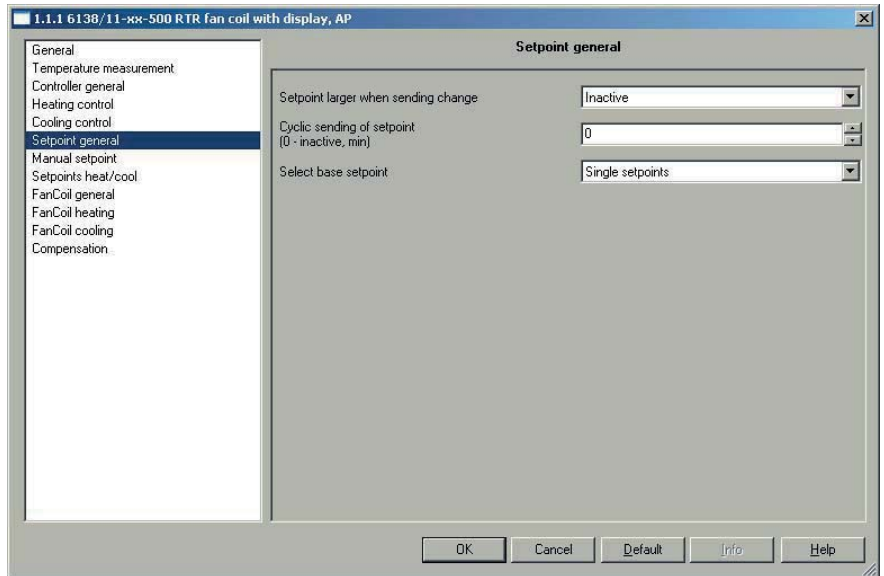 1.1.1 6138/11-xx-500 RTR fan coil with display, AP
General
Temperature measurement
Controller general
Heating control
Cooling control
Setpoint general
Manual setpoint
Setpoints heat/cool
FanCoil general
FanCoil heating
FanCoil cooling
Compensation
Setpoint general
Setpoint larger when sending change
Inactive
Cyclic sending of setpoint
(0 - inactive, min)
0
Select base setpoint
Single setpoints
OK
Cancel
Default
Info
Help